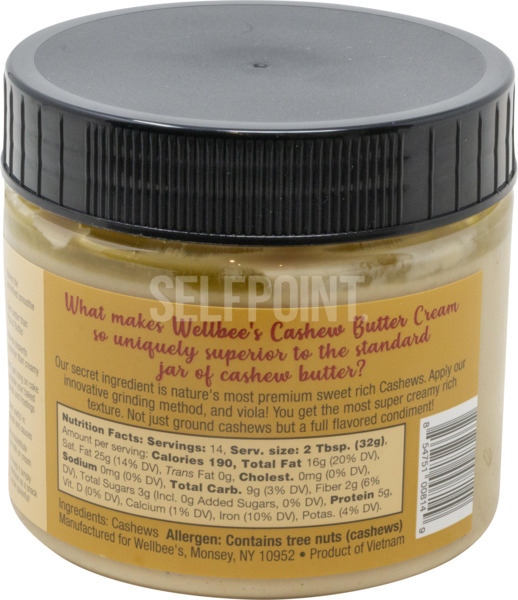 SELFPOINT.
What makes Wellbee's Cashew Butter Cream
so uniquely superior to the standard
jar of cashew butter?
Our secret ingredient is nature's most premium sweet rich Cashews. Apply our
innovative grinding method, and viola! You get the most super creamy rich
texture. Not just ground cashews but a full flavored condiment!
Nutrition Facts: Servings: 14, Serv. size: 2 Tbsp. (32g),
Amount per serving: Calories 190, Total Fat 16g (20% DV),
Sat. Fat 25g (14% DV), Trans Fat 0g, Cholest. 0mg (0% DV),
Sodium 0mg (0% DV), Total Carb. 9g (3% DV), Fiber 2g (6%
DV), Total Sugars 3g (Incl. 0g Added Sugars, 0% DV), Protein 5g,
Vit. D (0% DV), Calcium (1% DV), Iron (10% DV), Potas. (4% DV).
Ingredients: Cashews Allergen: Contains tree nuts (cashews)
Manufactured for Wellbee's, Monsey, NY 10952 • Product of Vietnam
8 54751 00614 9